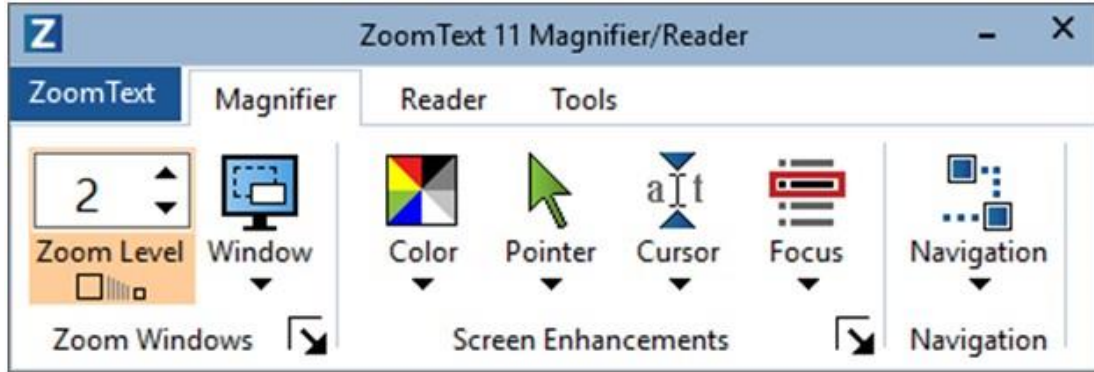 Z ZoomText 11 Magnifier/Reader
ZoomText Magnifier Reader Tools
2 a t
Zoom Level Window Color Pointer Cursor Focus Navigation
Zoom Windows Screen Enhancements Navigation